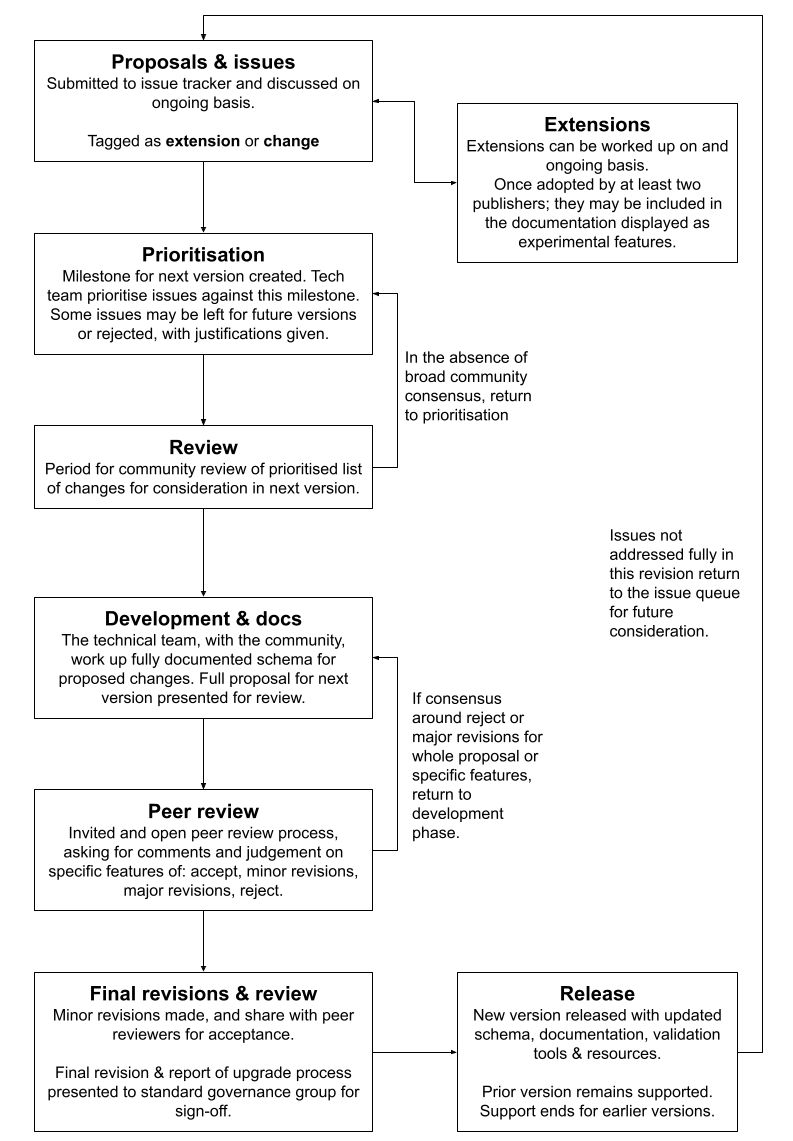 Proposals & issues
Submitted to issue tracker and discussed on
ongoing basis.
Tagged as extension or change
Extensions
Extensions can be worked up on and
ongoing basis.
Once adopted by at least two
publishers; they may be included in
the documentation displayed as
experimental features.
Prioritisation
Milestone for next version created. Tech
team prioritise issues against this milestone.
Some issues may be left for future versions
or rejected, with justifications given.
In the absence of
broad community
consensus, return
to prioritisation
Review
Period for community review of prioritised list
of changes for consideration in next version.
Issues not
addressed fully in
this revision return
to the issue queue
for future
consideration.
Development & docs
The technical team, with the community,
work up fully documented schema for
proposed changes. Full proposal for next
version presented for review.
If consensus
around reject or
major revisions for
whole proposal or
specific features,
return to
development
phase.
Peer review
Invited and open peer review process,
asking for comments and judgement on
specific features of: accept, minor revisions,
major revisions, reject.
Final revisions & review
Minor revisions made, and share with peer
reviewers for acceptance.
Final revision & report of upgrade process
presented to standard governance group for
sign-off.
Release
New version released with updated
schema, documentation, validation
tools & resources.
Prior version remains supported.
Support ends for earlier versions.